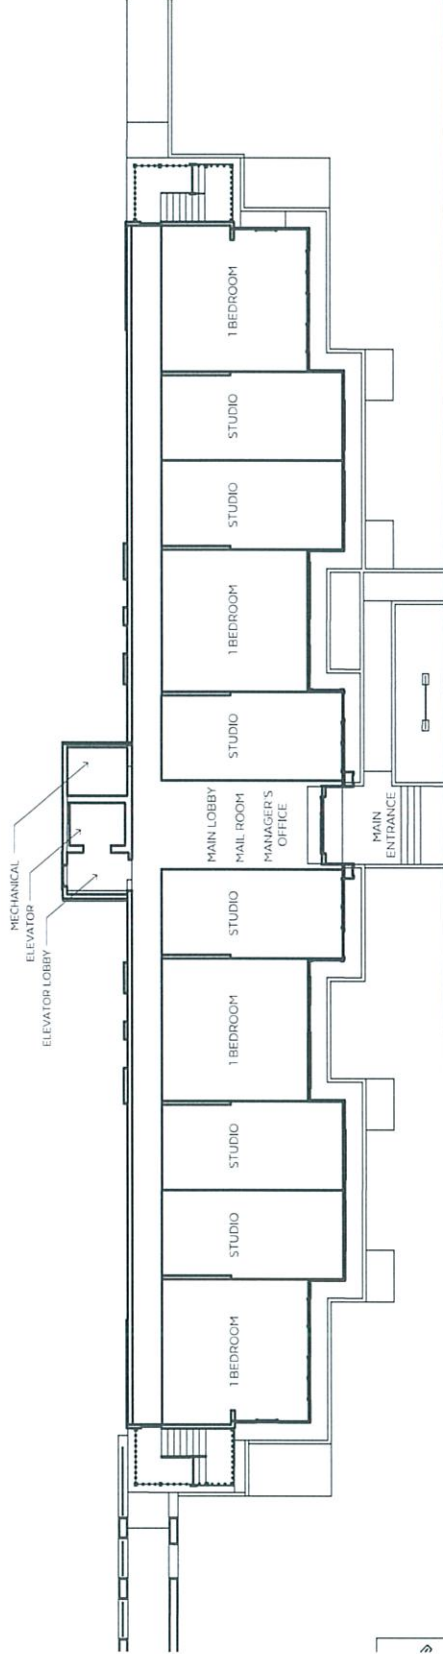 MECHANICAL
ELEVATOR
ELEVATOR LOBBY
1 BEDROOM
STUDIO
STUDIO
1 BEDROOM
STUDIO
MAIN LOBBY
MAIL ROOM
MANAGER'S
OFFICE
MAIN
ENTRANCE
STUDIO
1 BEDROOM
STUDIO
STUDIO
1 BEDROOM